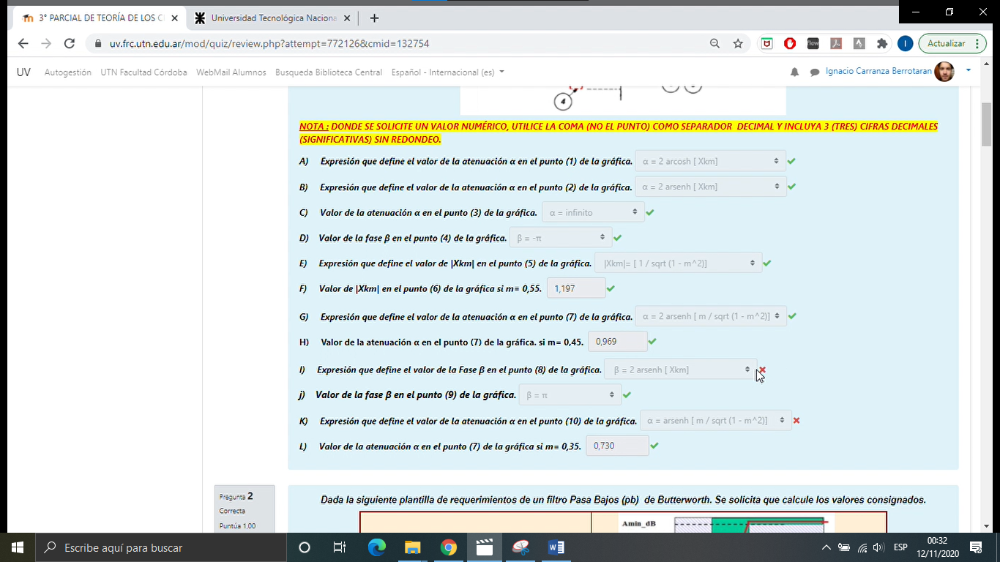 3° PARCIAL DE TEORÍA DE LOS C
Universidad Tecnológica Naciona
uv.frc.utn.edu.ar/mod/quiz/review.php?attempt=772126&cmid=132754
Actualizar
UV Autogestión UTN Facultad Córdoba WebMail Alumnos Busqueda Biblioteca Central Español - Internacional (es) Ignacio Carranza Berrotaran
4
NOTA : DONDE SE SOLICITE UN VALOR NUMÉRICO, UTILICE LA COMA (NO EL PUNTO) COMO SEPARADOR DECIMAL Y INCLUYA 3 (TRES) CIFRAS DECIMALES
(SIGNIFICATIVAS) SIN REDONDEO.
A) Expresión que define el valor de la atenuación α en el punto (1) de la gráfica. α = 2 arcosh [ Xkm]
B) Expresión que define el valor de la atenuación α en el punto (2) de la gráfica. α = 2 arsenh [ Xkm]
C) Valor de la atenuación α en el punto (3) de la gráfica. α = infinito
D) Valor de la fase β en el punto (4) de la gráfica. β = -π
E) Expresión que define el valor de |Xkm| en el punto (5) de la gráfica. |Xkm|= [ 1 / sqrt (1 - m^2)]
F) Valor de |Xkm| en el punto (6) de la gráfica si m= 0,55. 1,197
G) Expresión que define el valor de la atenuación α en el punto (7) de la gráfica. α = 2 arsenh [ m / sqrt (1 - m^2)]
H) Valor de la atenuación α en el punto (7) de la gráfica. si m= 0,45. 0,969
I) Expresión que define el valor de la Fase β en el punto (8) de la gráfica. β = 2 arsenh [ Xkm]
j) Valor de la fase β en el punto (9) de la gráfica. β = π
K) Expresión que define el valor de la atenuación α en el punto (10) de la gráfica. α = arsenh [ m / sqrt (1 - m^2)]
L) Valor de la atenuación α en el punto (7) de la gráfica si m= 0,35. 0,730
Pregunta 2
Correcta
Puntúa 1,00
Dada la siguiente plantilla de requerimientos de un filtro Pasa Bajos (pb) de Butterworth. Se solicita que calcule los valores consignados.
Amin_dB
Escribe aquí para buscar
ESP
00:32
12/11/2020